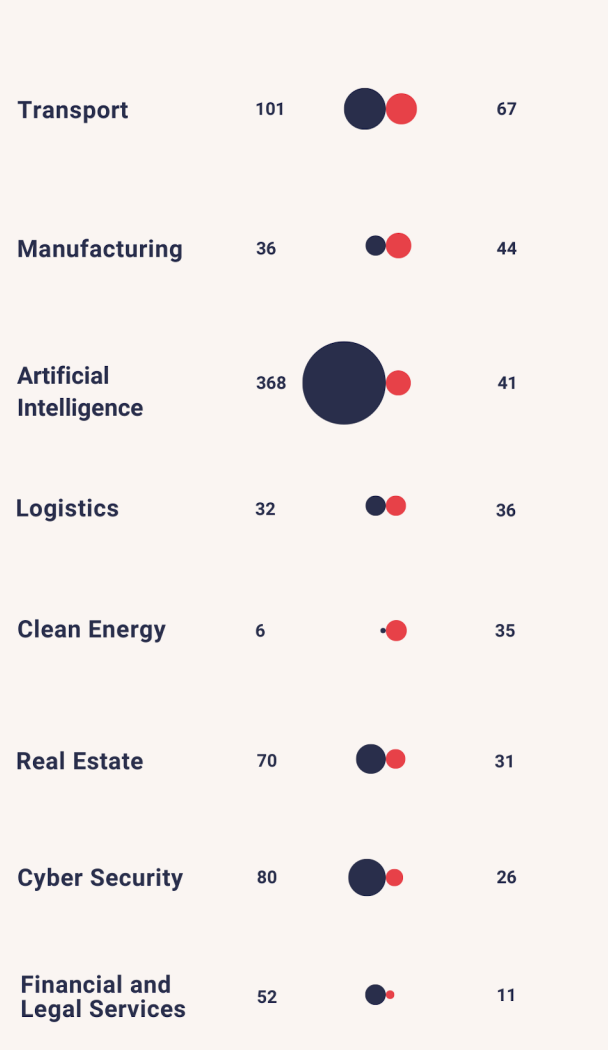 Transport 101 67
Manufacturing 36 44
Artificial
Intelligence 368 41
Logistics 32 36
Clean Energy 6 35
Real Estate 70 31
Cyber Security 80 26
Financial and
Legal Services 52 11